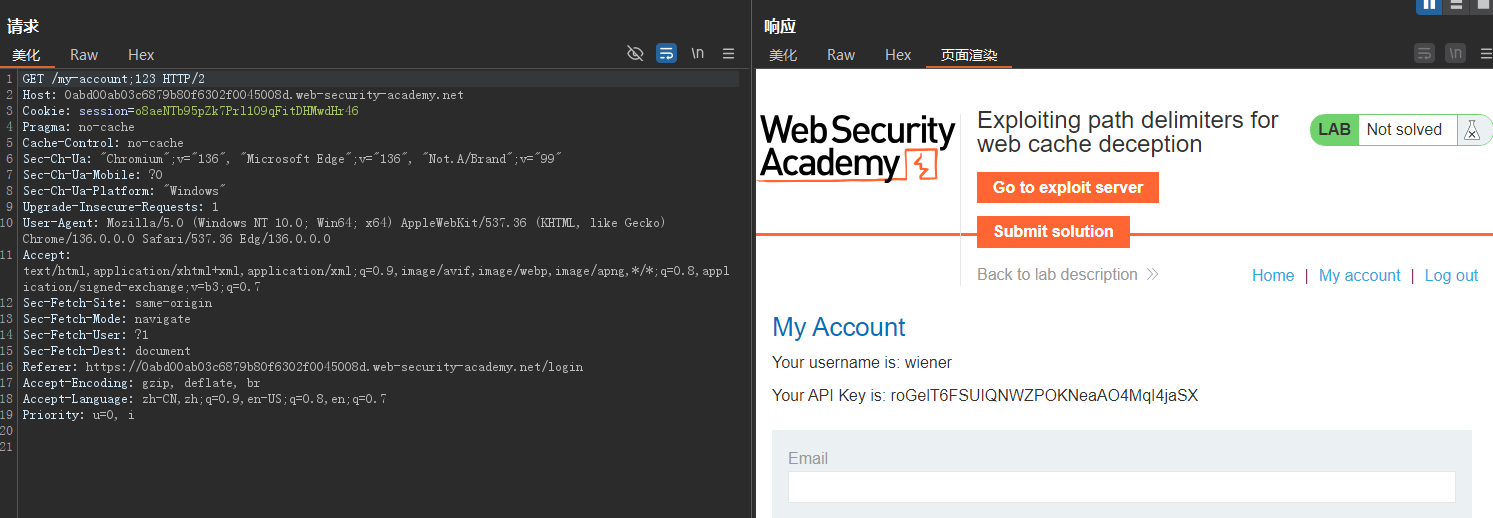 请求
美化 Raw Hex
\n
1 GET /my-account;123 HTTP/2
2 Host: 0abd00ab03c6879b80f6302f0045008d.web-security-academy.net
3 Cookie: session=o8aeNTb95pZk7Prl1O9qFitDHMwdHr46
4 Pragma: no-cache
5 Cache-Control: no-cache
6 Sec-Ch-Ua: "Chromium";v="136", "Microsoft Edge";v="136", "Not.A/Brand";v="99"
7 Sec-Ch-Ua-Mobile: ?0
8 Sec-Ch-Ua-Platform: "Windows"
9 Upgrade-Insecure-Requests: 1
10 User-Agent: Mozilla/5.0 (Windows NT 10.0; Win64; x64) AppleWebKit/537.36 (KHTML, like Gecko)
Chrome/136.0.0.0 Safari/537.36 Edg/136.0.0.0
11 Accept:
text/html,application/xhtml+xml,application/xml;q=0.9,image/avif,image/webp,image/apng,*/*;q=0.8,appl
ication/signed-exchange;v=b3;q=0.7
12 Sec-Fetch-Site: same-origin
13 Sec-Fetch-Mode: navigate
14 Sec-Fetch-User: ?1
15 Sec-Fetch-Dest: document
16 Referer: https://0abd00ab03c6879b80f6302f0045008d.web-security-academy.net/login
17 Accept-Encoding: gzip, deflate, br
18 Accept-Language: zh-CN,zh;q=0.9,en-US;q=0.8,en;q=0.7
19 Priority: u=0, i
20
21
响应
美化 Raw Hex 页面渲染
\n
Web Security
Academy
Exploiting path delimiters for
web cache deception
LAB Not solved
Go to exploit server
Submit solution
Back to lab description
Home | My account | Log out
My Account
Your username is: wiener
Your API Key is: roGeIT6FSUIQNWZPOKNeaAO4MqI4jaSX
Email